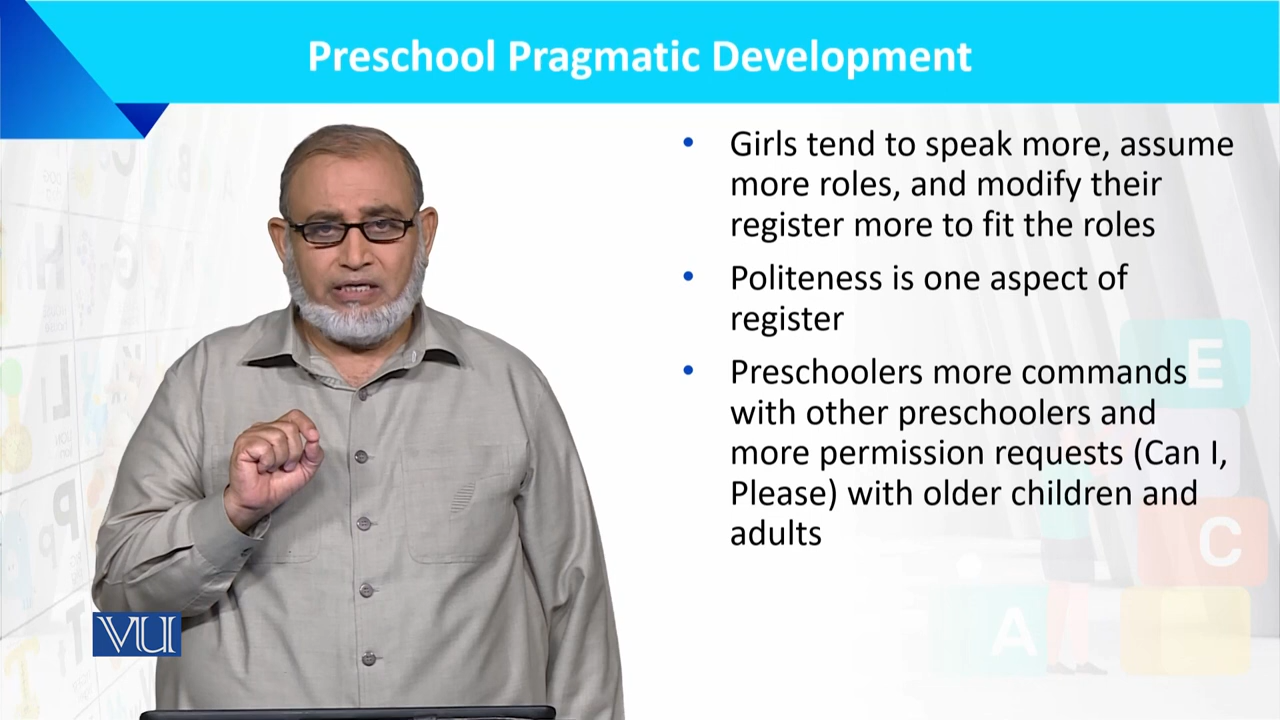 Preschool Pragmatic Development
• Girls tend to speak more, assume
more roles, and modify their
register more to fit the roles
• Politeness is one aspect of
register
• Preschoolers more commands
with other preschoolers and
more permission requests (Can I,
Please) with older children and
adults
VU
E
C
A